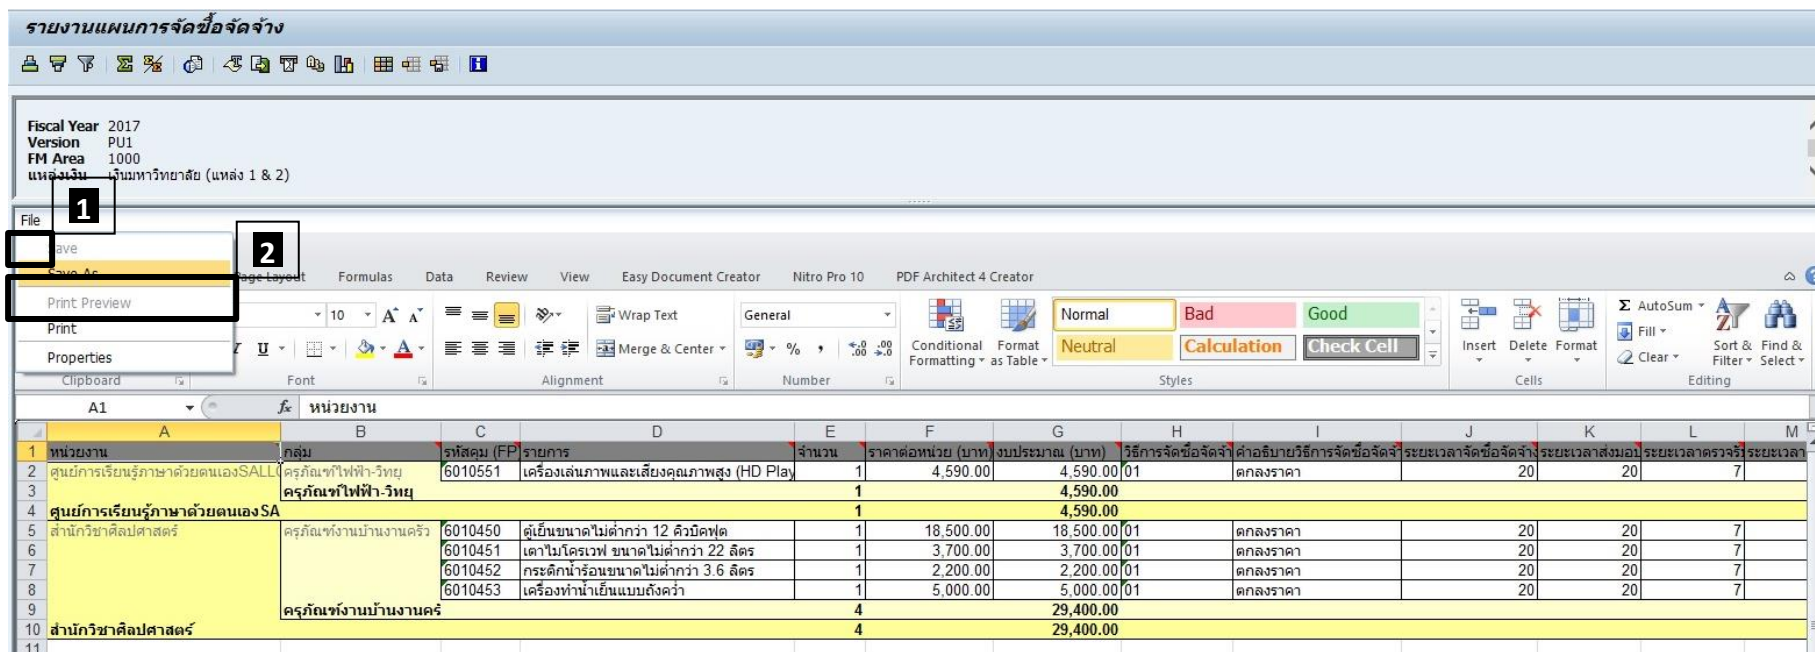 รายงานแผนการจัดซื้อจัดจ้าง
Fiscal Year 2017
Version PU1
FM Area 1000
แหล่งเงิน เงินมหาวิทยาลัย (แหล่ง 1 & 2)
1
File
2
Save
Save As
Print Preview
Print
Properties
Page Layout Formulas Data Review View Easy Document Creator Nitro Pro 10 PDF Architect 4 Creator
10 A A Wrap Text General Normal Bad Good AutoSum
U A Merge & Center % , Conditional Formatting Format as Table Neutral Calculation Check Cell Insert Delete Format Fill Clear Sort & Filter Find & Select
Clipboard Font Alignment Number Styles Cells Editing
A1 fx หน่วยงาน
A B C D E F G H I J K L M
1 หน่วยงาน กลุ่ม รหัสคุม (FP รายการ จำนวน ราคาต่อหน่วย (บาท) งบประมาณ (บาท) วิธีการจัดซื้อจัดจ้า คำอธิบายวิธีการจัดซื้อจัดจ้ ระยะเวลาจัดซื้อจัดจ้าง ระยะเวลาส่งมอบ ระยะเวลาตรวจรับ ระยะเวลา
2 ศูนย์การเรียนรู้ภาษาด้วยตนเองSALL ครุภัณฑ์ไฟฟ้า-วิทยุ 6010551 เครื่องเล่นภาพและเสียงคุณภาพสูง (HD Play 1 4,590.00 4,590.00 01 ตกลงราคา 20 20 7
3 ครุภัณฑ์ไฟฟ้า-วิทยุ 1 4,590.00
4 ศูนย์การเรียนรู้ภาษาด้วยตนเองSA 1 4,590.00
5 สำนักวิชาศิลปศาสตร์ ครุภัณฑ์งานบ้านงานครัว 6010450 ตู้เย็นขนาดไม่ต่ำกว่า 12 คิวบิคฟุต 1 18,500.00 18,500.00 01 ตกลงราคา 20 20 7
6 6010451 เตาไมโครเวฟ ขนาดไม่ต่ำกว่า 22 ลิตร 1 3,700.00 3,700.00 01 ตกลงราคา 20 20 7
7 6010452 กระติกน้ำร้อนขนาดไม่ต่ำกว่า 3.6 ลิตร 1 2,200.00 2,200.00 01 ตกลงราคา 20 20 7
8 6010453 เครื่องทำน้ำเย็นแบบถังคว่ำ 1 5,000.00 5,000.00 01 ตกลงราคา 20 20 7
9 ครุภัณฑ์งานบ้านงานครั 4 29,400.00
10 สำนักวิชาศิลปศาสตร์ 4 29,400.00
11